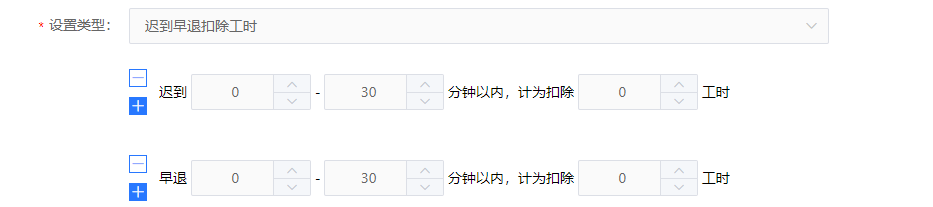 * 设置类型： 迟到早退扣除工时
迟到 0 - 30 分钟以内，计为扣除 0 工时
早退 0 - 30 分钟以内，计为扣除 0 工时